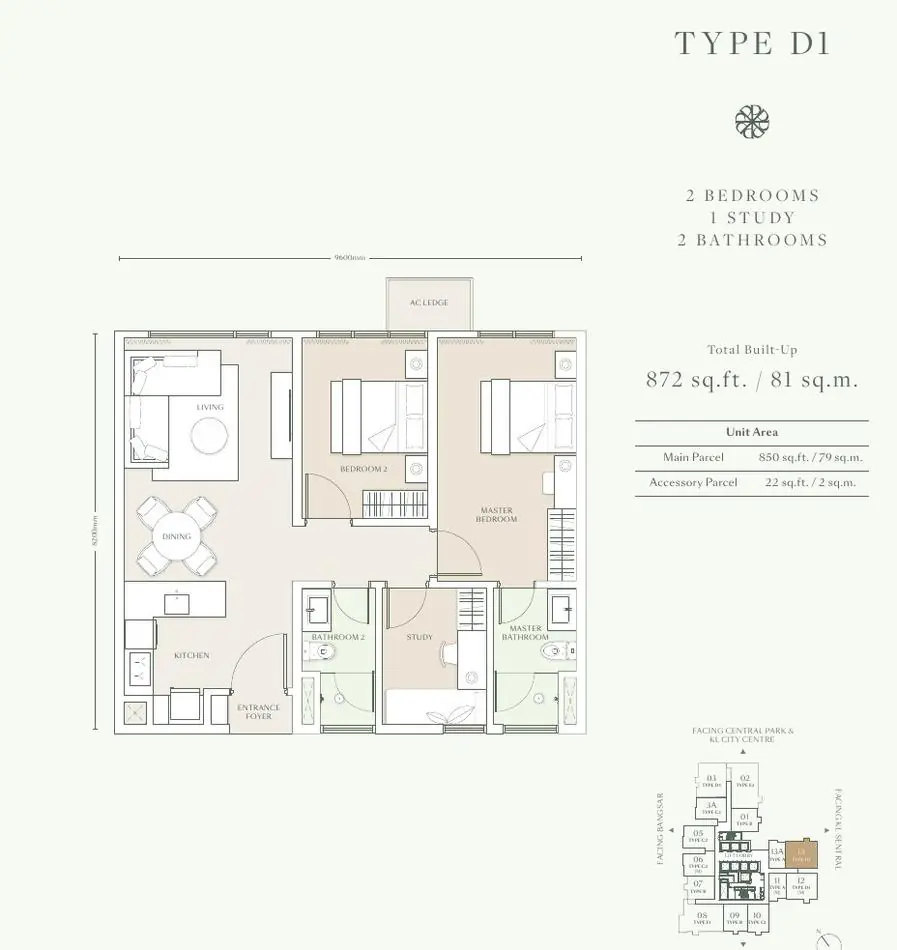 TYPE D1
2 BEDROOMS
1 STUDY
2 BATHROOMS
9600mm
AC LEDGE
Total Built-Up
872 sq.ft. / 81 sq.m.
Unit Area
Main Parcel 850 sq.ft. / 79 sq.m.
Accessory Parcel 22 sq.ft. / 2 sq.m.
8200mm
LIVING
BEDROOM 2
MASTER
BEDROOM
DINING
BATHROOM 2
STUDY
MASTER
BATHROOM
KITCHEN
ENTRANCE
FOYER
FACING CENTRAL PARK &
KL CITY CENTRE
FACING BANGSAR
FACING KL SENTRAL
03
02
3A
01
05
13A
13
06
07
11
12
08
09
10
N